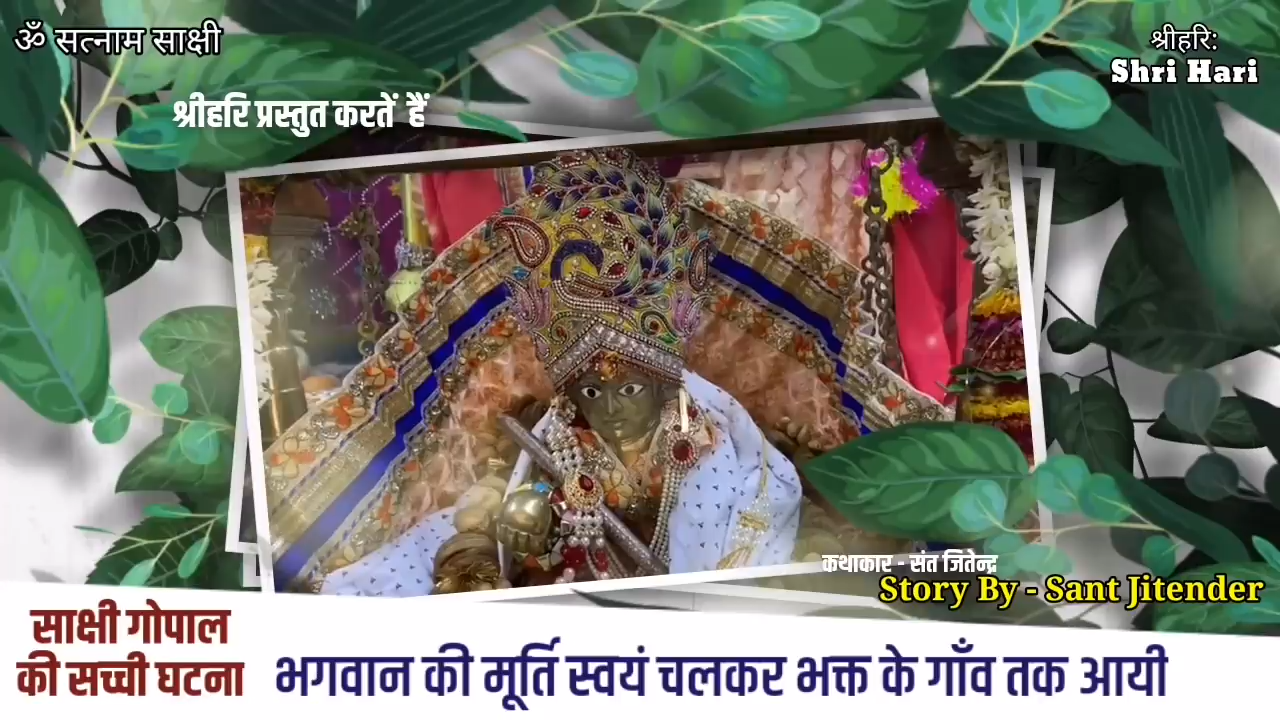 ॐ सत्नाम साक्षी
श्रीहरि:
Shri Hari
श्रीहरि प्रस्तुत करतें हैं
कथाकार - संत जितेन्द्र
Story By - Sant Jitender
साक्षी गोपाल
की सच्ची घटना
भगवान की मूर्ति स्वयं चलकर भक्त के गाँव तक आयी